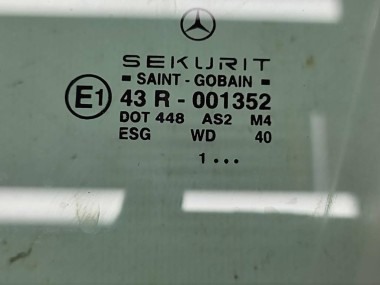 SEKURIT
SAINT - GOBAIN
E1 43 R - 001352
DOT 448 AS2 M4
ESG WD 40
1 ...